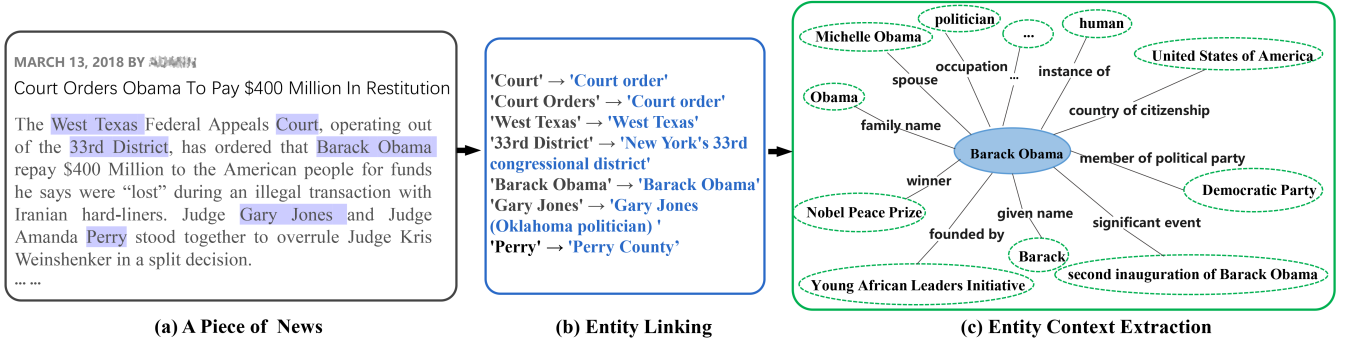 MARCH 13, 2018 BY
Court Orders Obama To Pay $400 Million In Restitution
The West Texas Federal Appeals Court, operating out
of the 33rd District, has ordered that Barack Obama
repay $400 Million to the American people for funds
he says were “lost” during an illegal transaction with
Iranian hard-liners. Judge Gary Jones and Judge
Amanda Perry stood together to overrule Judge Kris
Weinshenker in a split decision.
... ...
(a) A Piece of News
'Court' → 'Court order'
'Court Orders' → 'Court order'
'West Texas' → 'West Texas'
'33rd District' → 'New York's 33rd
congressional district'
'Barack Obama' → 'Barack Obama'
'Gary Jones' → 'Gary Jones
(Oklahoma politician) '
'Perry' → 'Perry County’
(b) Entity Linking
politician
...
human
Michelle Obama
United States of America
occupation
...
instance of
spouse
Obama
country of citizenship
family name
Barack Obama
member of political party
winner
Democratic Party
Nobel Peace Prize
given name
significant event
founded by
Barack
second inauguration of Barack Obama
Young African Leaders Initiative
(c) Entity Context Extraction